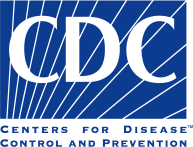 CDC
CENTERS FOR DISEASE™
CONTROL AND PREVENTION